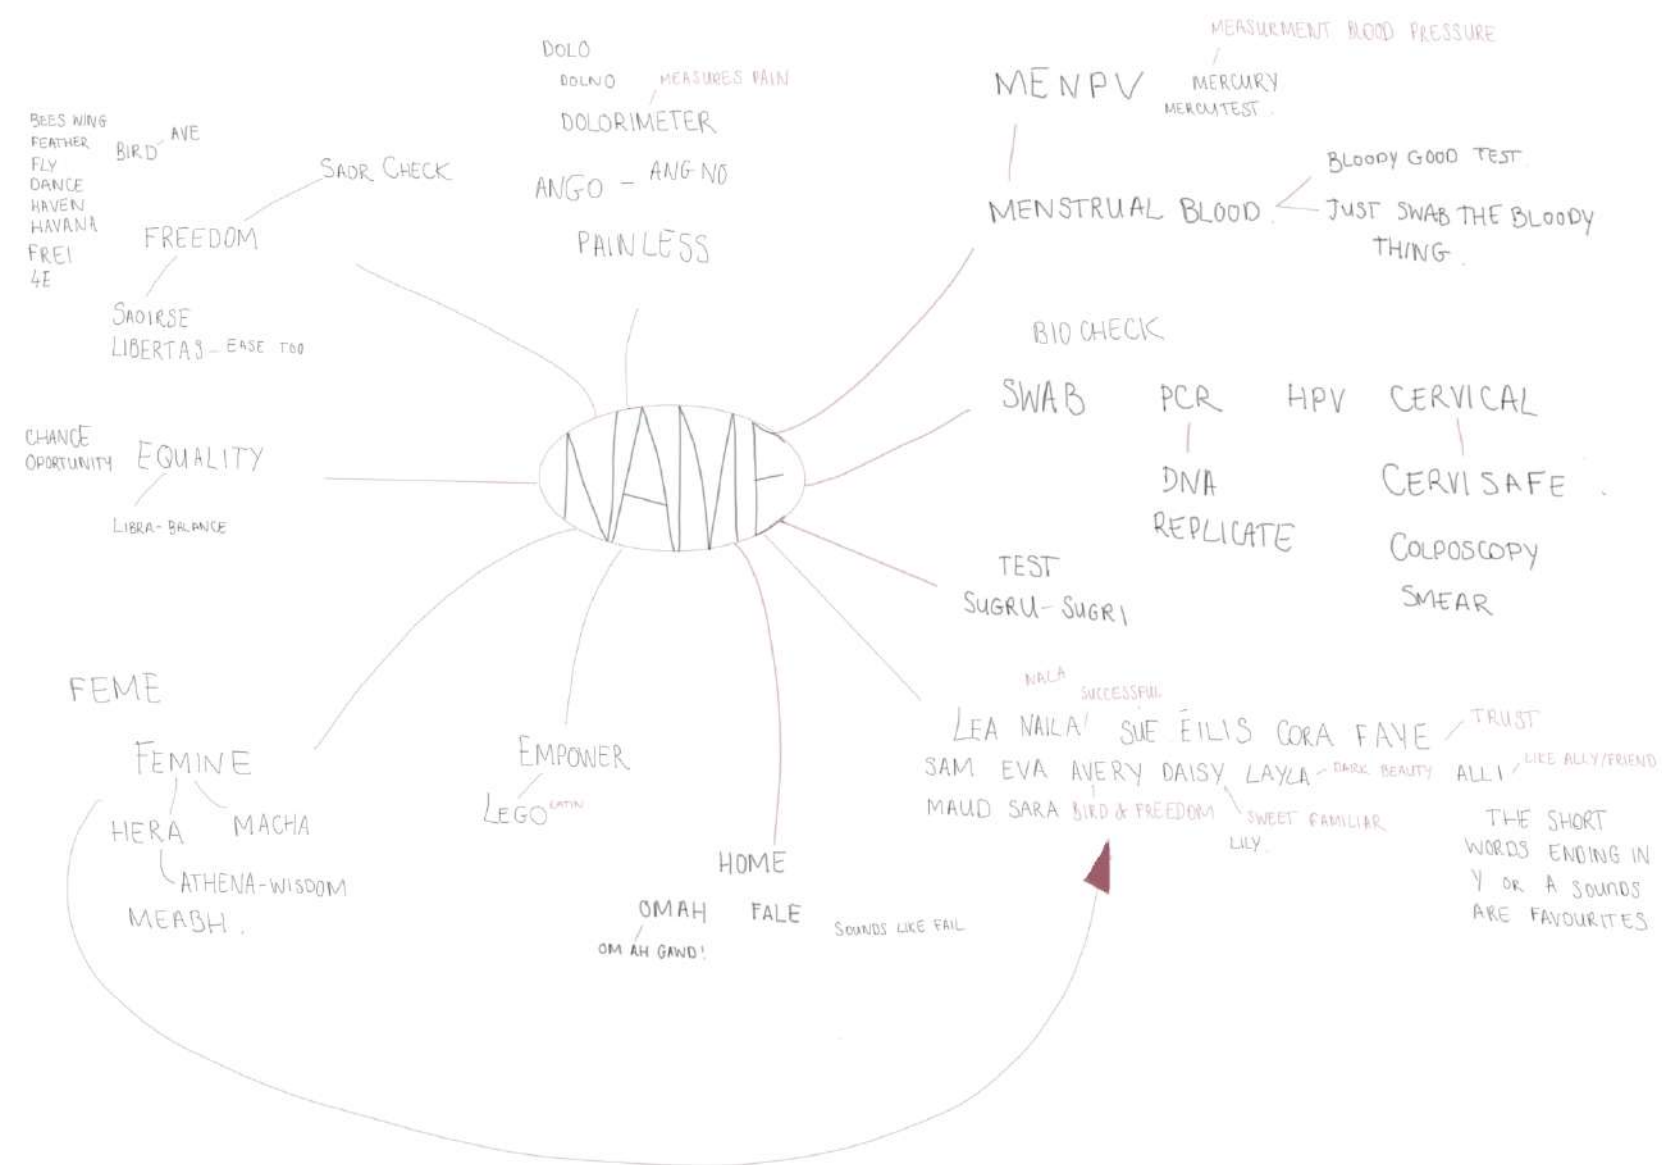 DOLO
DOLNO
MEASURES PAIN
DOLORIMETER
ANGO - ANG NO
PAINLESS
MEASURMENT BLOOD PRESSURE
MENPV
MERCURY
MERCUTEST.
MENSTRUAL BLOOD.
BLOODY GOOD TEST
JUST SWAB THE BLOODY
THING.
BEES WING
FEATHER
FLY
DANCE
HAVEN
HAVANA
FREI
4E
BIRD
AVE
SAOR CHECK
FREEDOM
SAOIRSE
LIBERTAS - EASE TOO
BIO CHECK
SWAB
PCR
HPV
CERVICAL
DNA
REPLICATE
CERVISAFE.
COLPOSCOPY
SMEAR
NAME
CHANCE
OPORTUNITY
EQUALITY
LIBRA - BALANCE
TEST
SUGRU - SUGRI
FEME
FEMINE
HERA
MACHA
ATHENA - WISDOM
MEABH.
EMPOWER
LEGO LATIN
HOME
OMAH
FALE
SOUNDS LIKE FAIL
OM AH GAWD!
NALA
SUCCESSFUL
LEA NAILA SUE ÉILIS CORA FAYE
TRUST
SAM EVA AVERY DAISY LAYLA - DARK BEAUTY ALLI
LIKE ALLY/FRIEND
MAUD SARA BIRD & FREEDOM
SWEET FAMILIAR
LILY.
THE SHORT
WORDS ENDING IN
Y OR A SOUNDS
ARE FAVOURITES